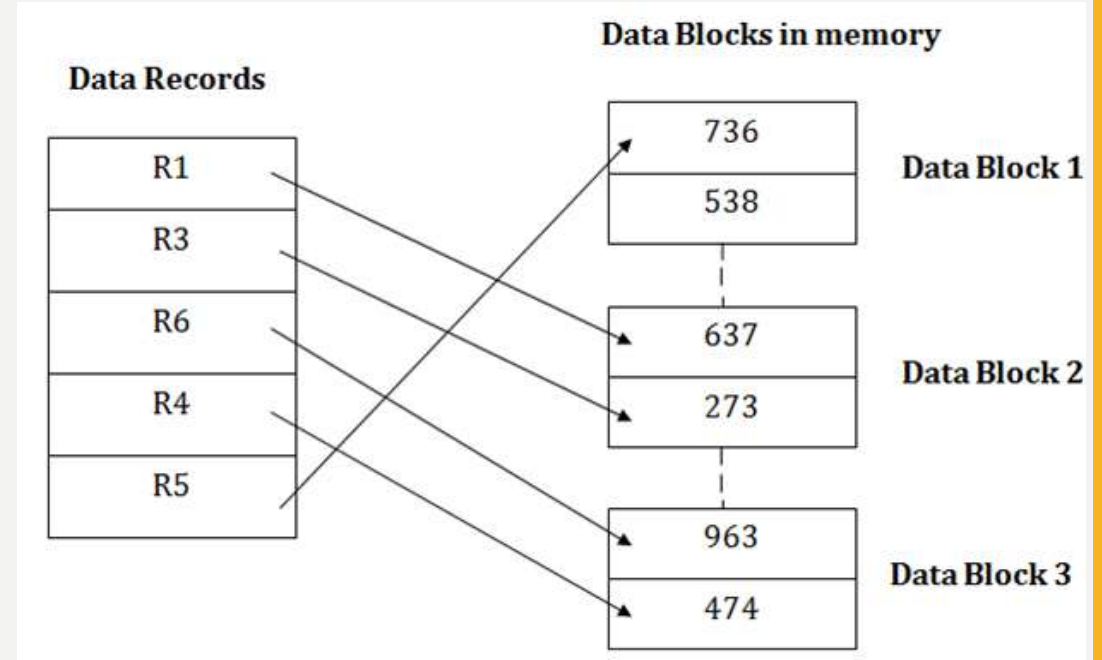 Data Records
R1
R3
R6
R4
R5
Data Blocks in memory
736
538
Data Block 1
637
273
Data Block 2
963
474
Data Block 3